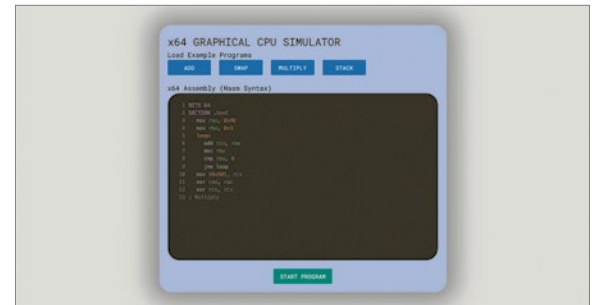 x64 GRAPHICAL CPU SIMULATOR
Load Example Programs
ADD SWAP MULTIPLY STACK
x64 Assembly (Nasm Syntax)
1 BITS 64
2 SECTION .text
3 mov rax,
4 mov rbx,
5 loop:
6 add rcx, rax
7 dec rbx
8 cmp rbx, 0
9 jne loop
10 mov rcx
11 xor rax, rax
12 xor rcx, rcx
13 ; Multiply
START PROGRAM